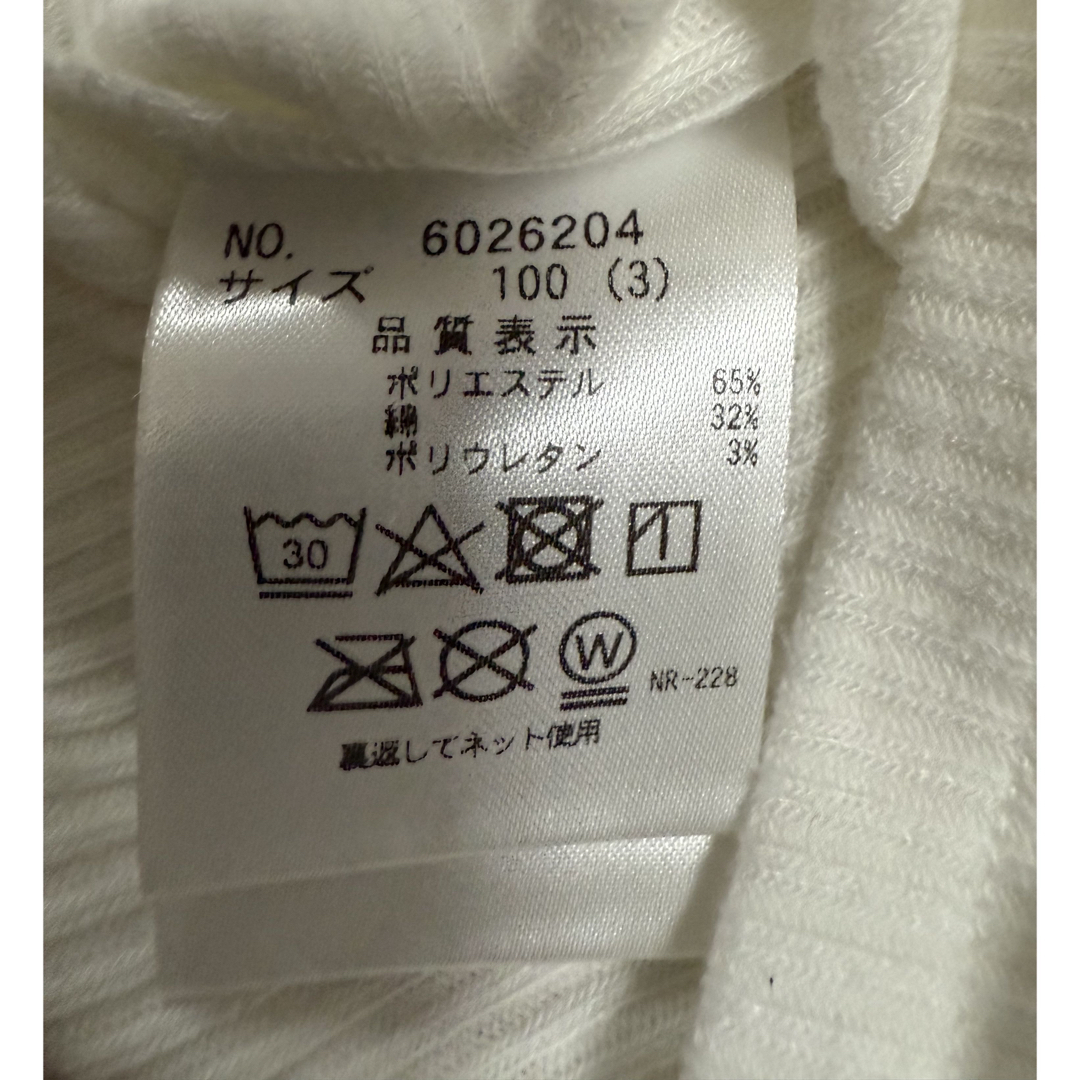 NO. 6026204
サイズ 100 (3)
品質表示
ポリエステル 65%
綿 32%
ポリウレタン 3%
30
W NR-228
裏返してネット使用